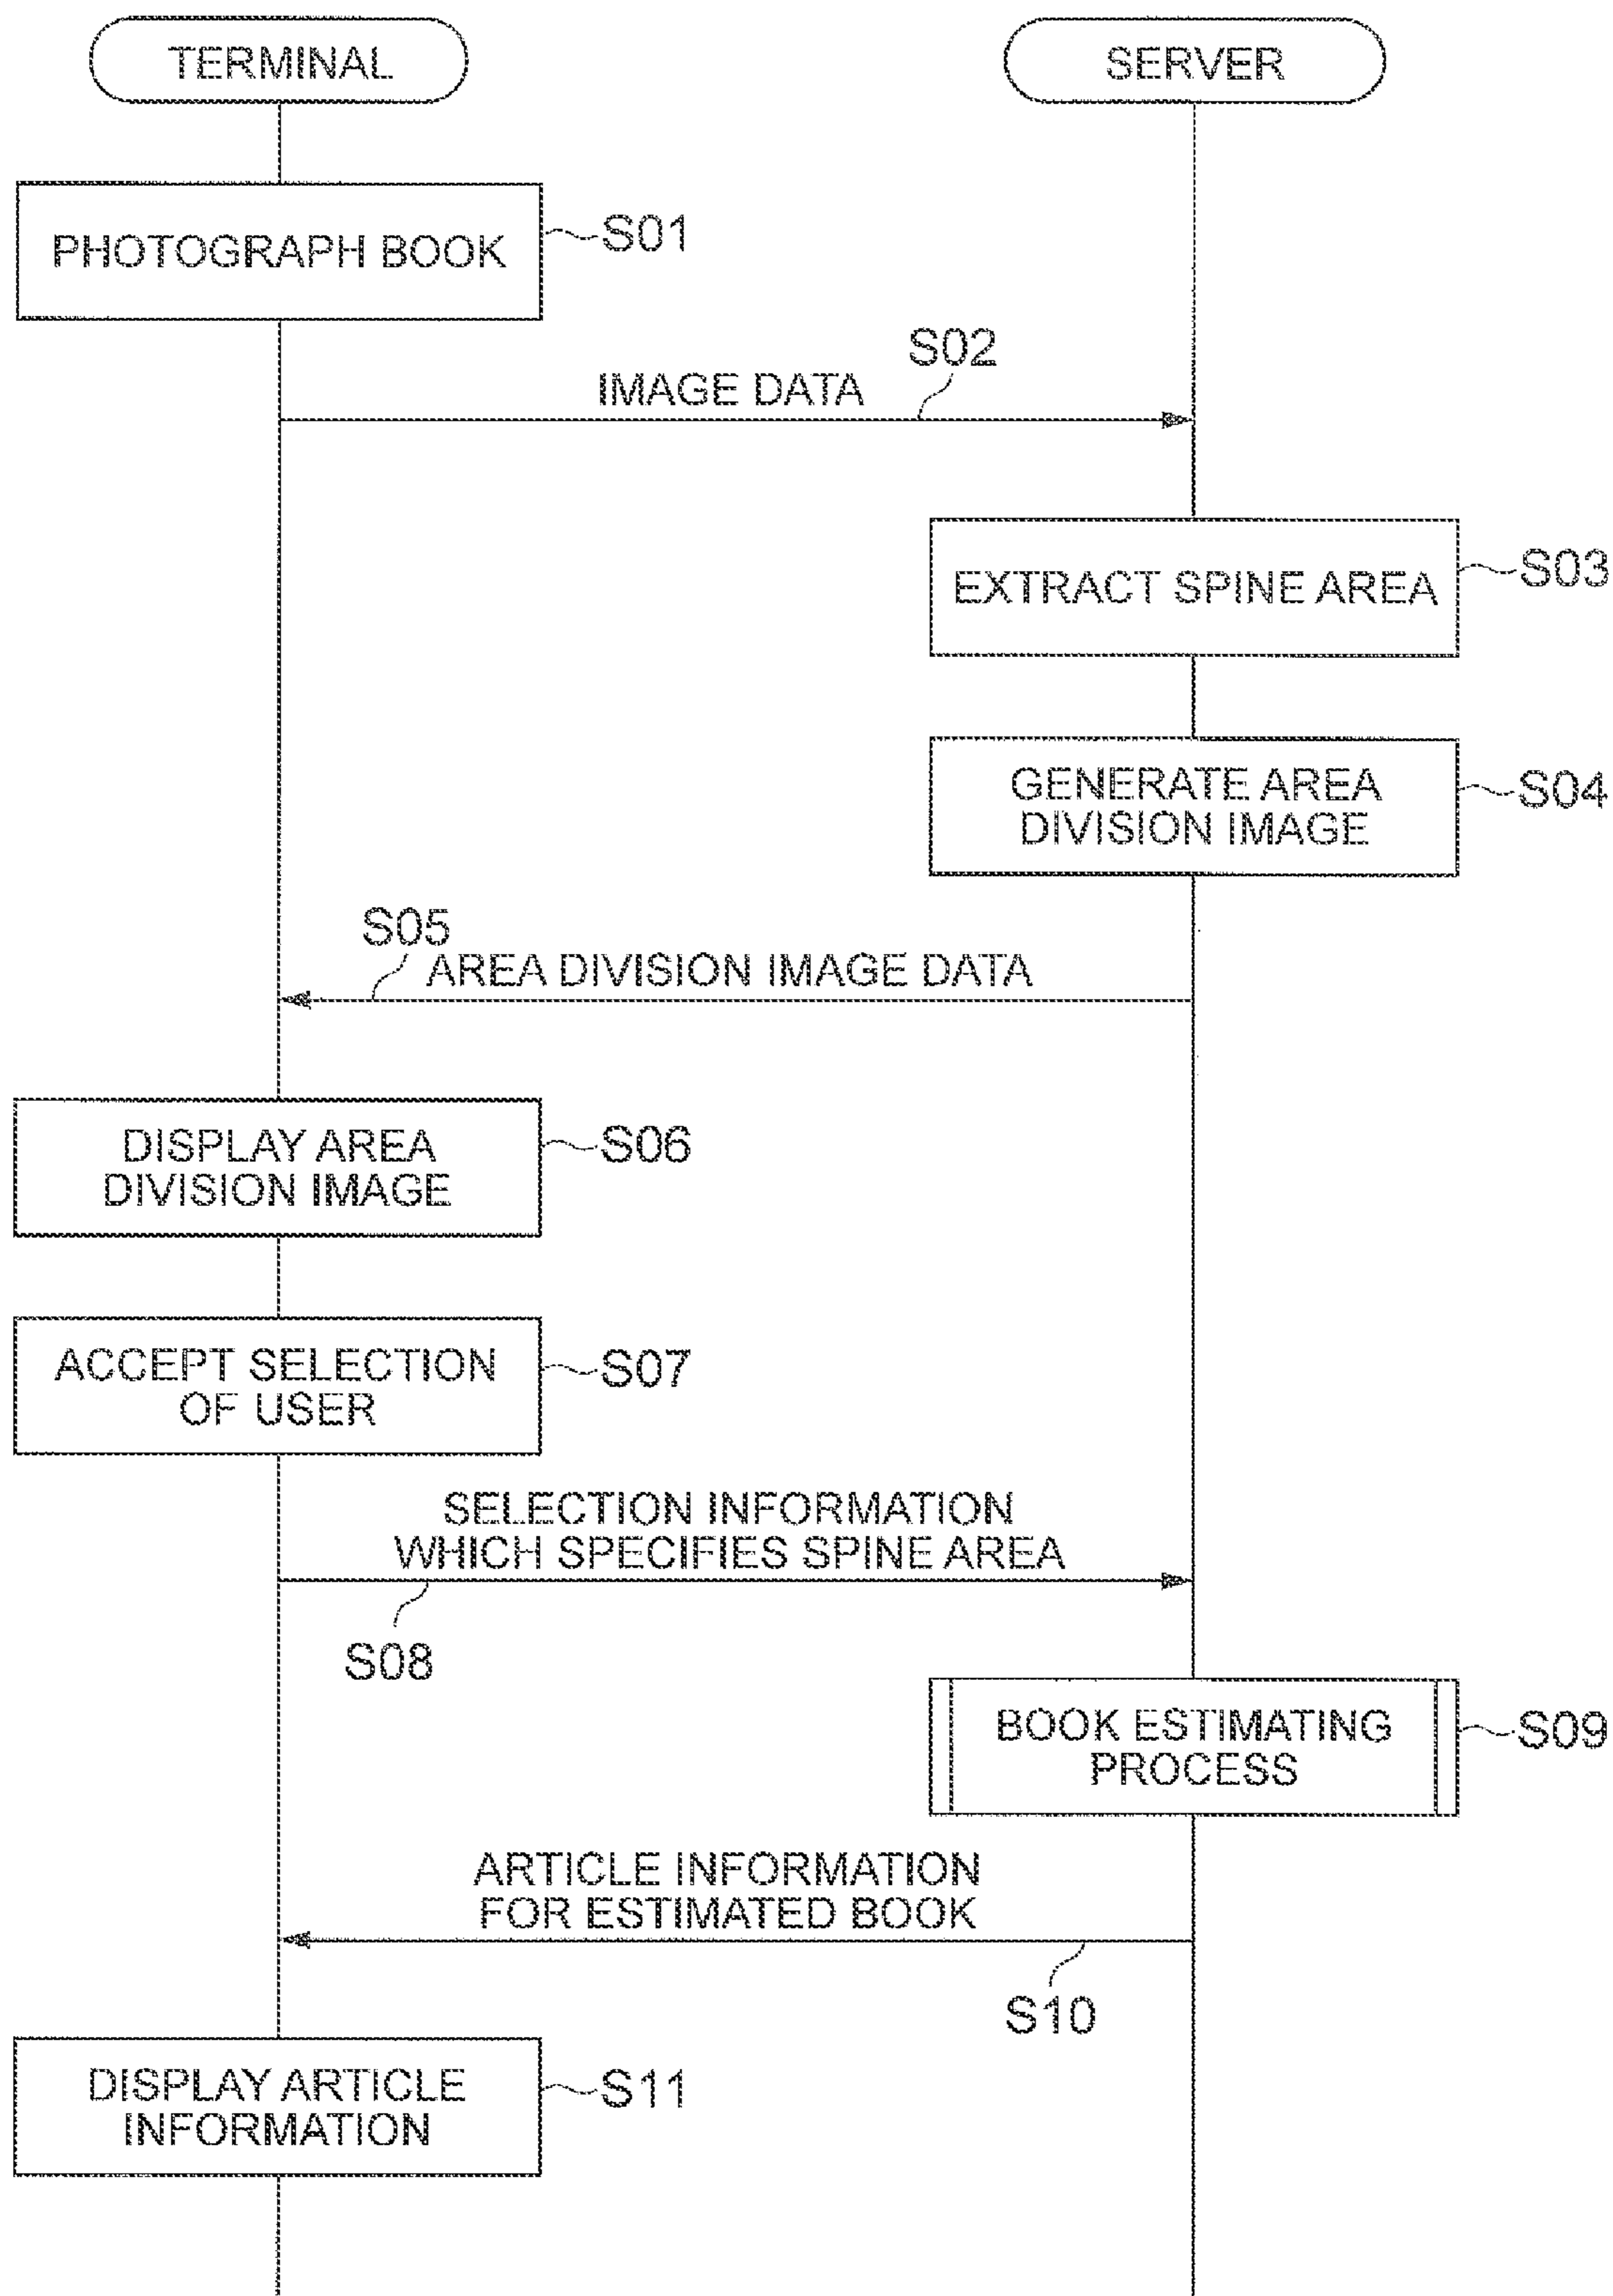 TERMINAL
SERVER
PHOTOGRAPH BOOK
S01
S02
IMAGE DATA
EXTRACT SPINE AREA
S03
GENERATE AREA
DIVISION IMAGE
S04
S05
AREA DIVISION IMAGE DATA
DISPLAY AREA
DIVISION IMAGE
S06
ACCEPT SELECTION
OF USER
S07
SELECTION INFORMATION
WHICH SPECIFIES SPINE AREA
S08
BOOK ESTIMATING
PROCESS
S09
ARTICLE INFORMATION
FOR ESTIMATED BOOK
S10
DISPLAY ARTICLE
INFORMATION
S11